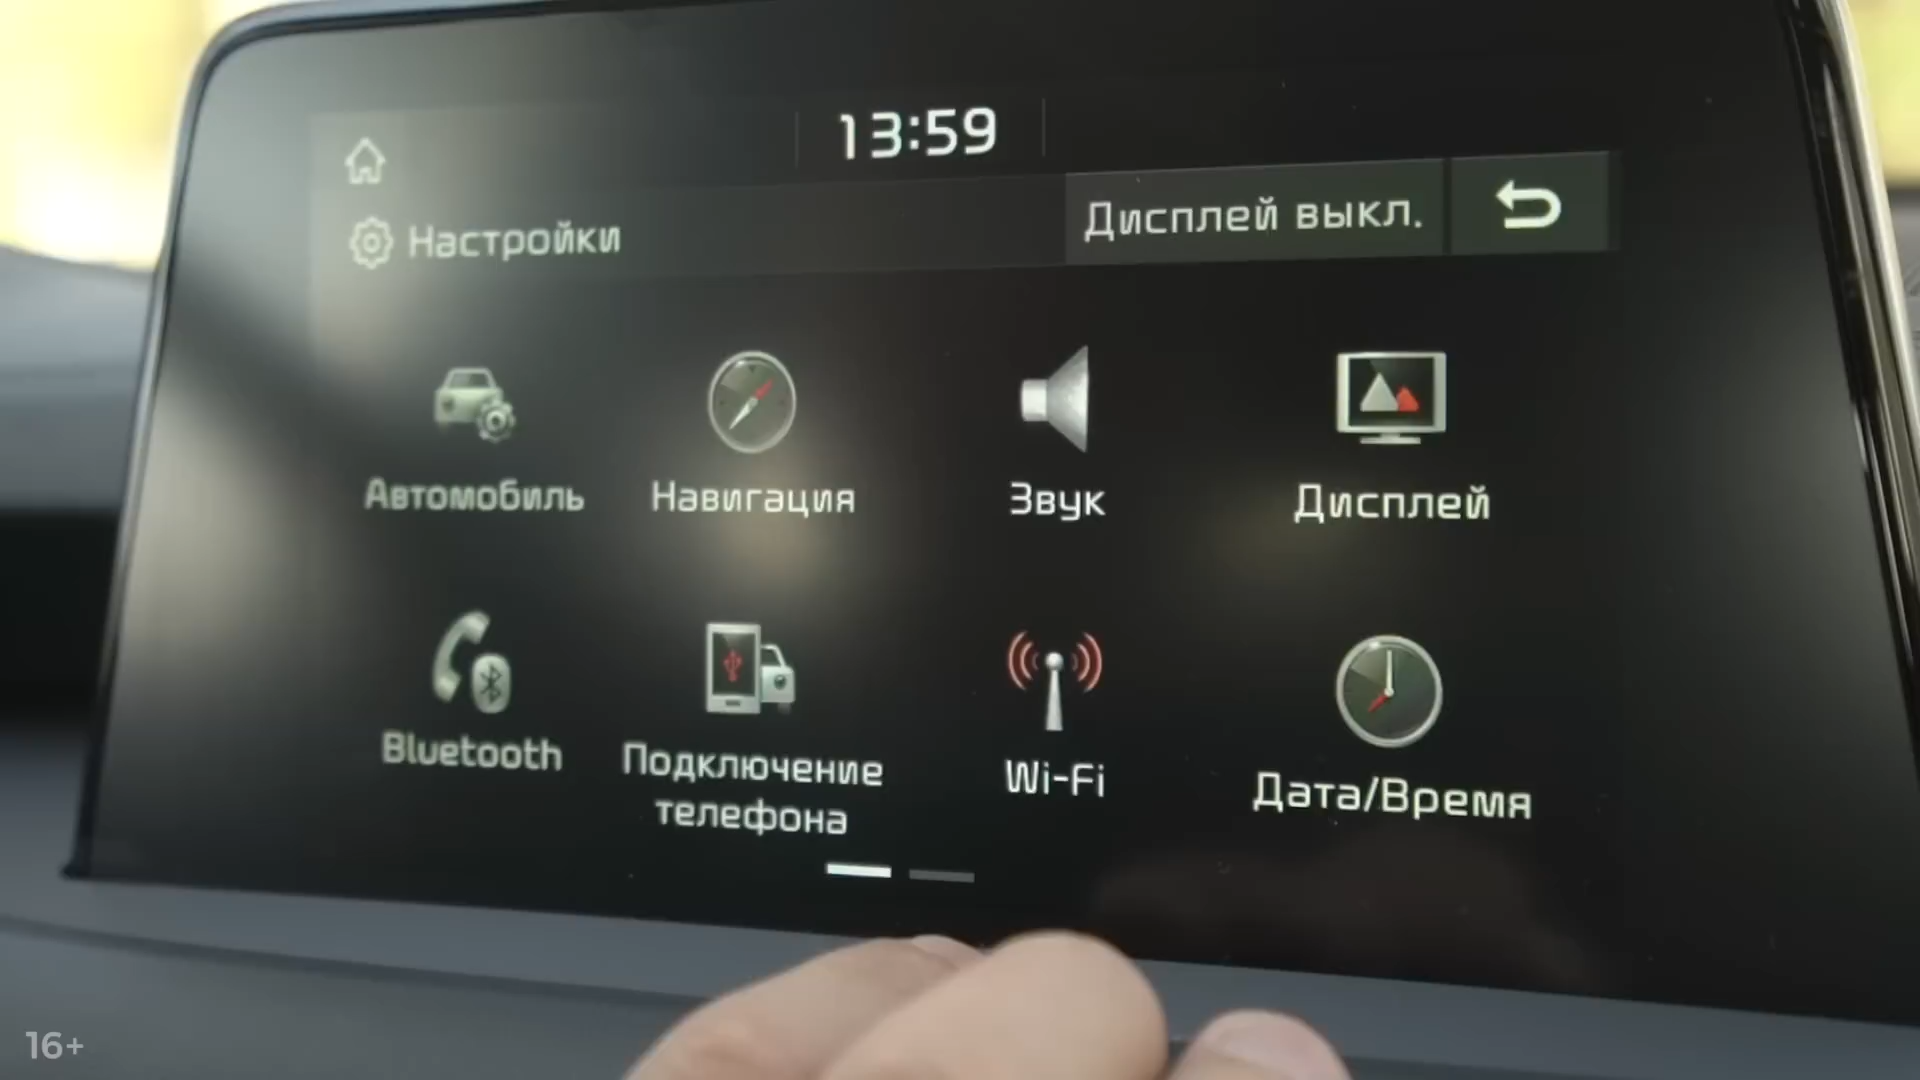 13:59
Настройки
Дисплей выкл.
Автомобиль
Навигация
Звук
Дисплей
Bluetooth
Подключение
телефона
Wi-Fi
Дата/Время
16+